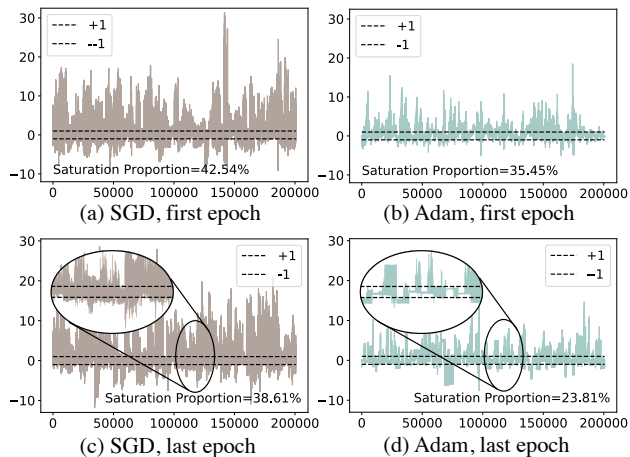 30
20
10
0
−10
+1
--1
Saturation Proportion=42.54%
0 50000 100000 150000 200000
(a) SGD, first epoch
30
20
10
0
−10
+1
−1
Saturation Proportion=35.45%
0 50000 100000 150000 200000
(b) Adam, first epoch
30
20
10
0
−10
+1
-1
Saturation Proportion=38.61%
0 50000 100000 150000 200000
(c) SGD, last epoch
30
20
10
0
−10
+1
−1
Saturation Proportion=23.81%
0 50000 100000 150000 200000
(d) Adam, last epoch